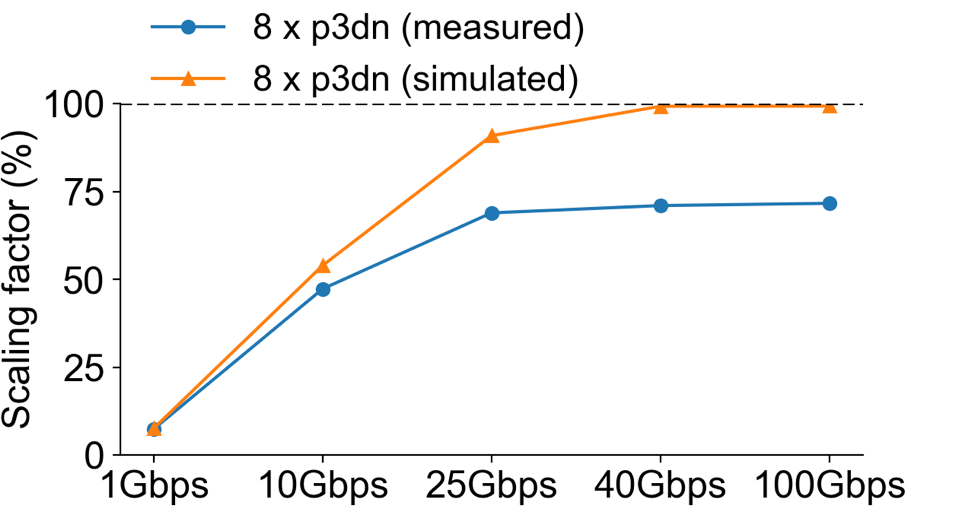 8 x p3dn (measured)
8 x p3dn (simulated)
Scaling factor (%)
100
75
50
25
0
1Gbps 10Gbps 25Gbps 40Gbps 100Gbps